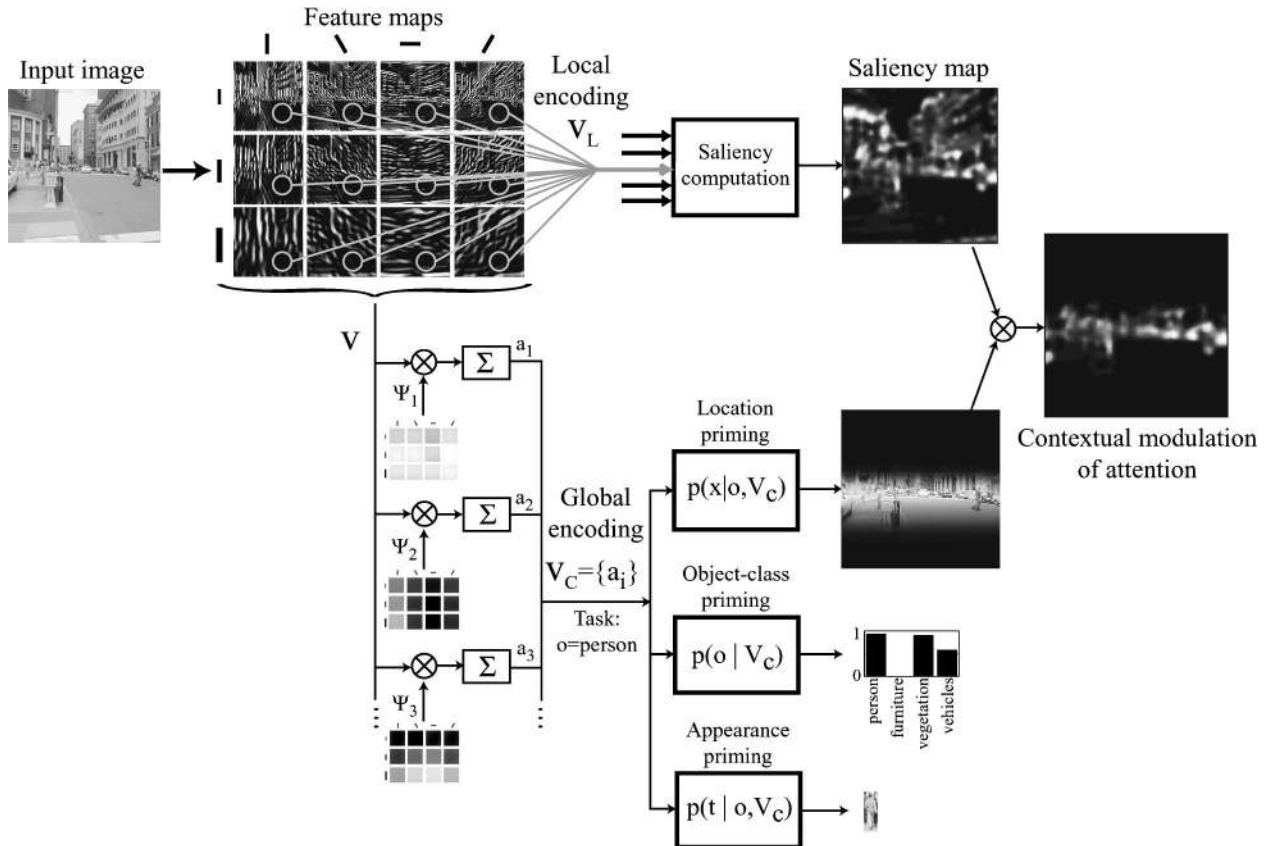 Feature maps
Input image
Local
encoding
V_L
Saliency
computation
Saliency map
V
Ψ_1
a_1
Σ
Ψ_2
a_2
Σ
Ψ_3
a_3
Σ
Global
encoding
V_C={a_i}
Task:
o=person
Location
priming
p(x|o,V_c)
Object-class
priming
p(o | V_c)
Appearance
priming
p(t | o,V_c)
Contextual modulation
of attention
1
0
person
furniture
vegetation
vehicles